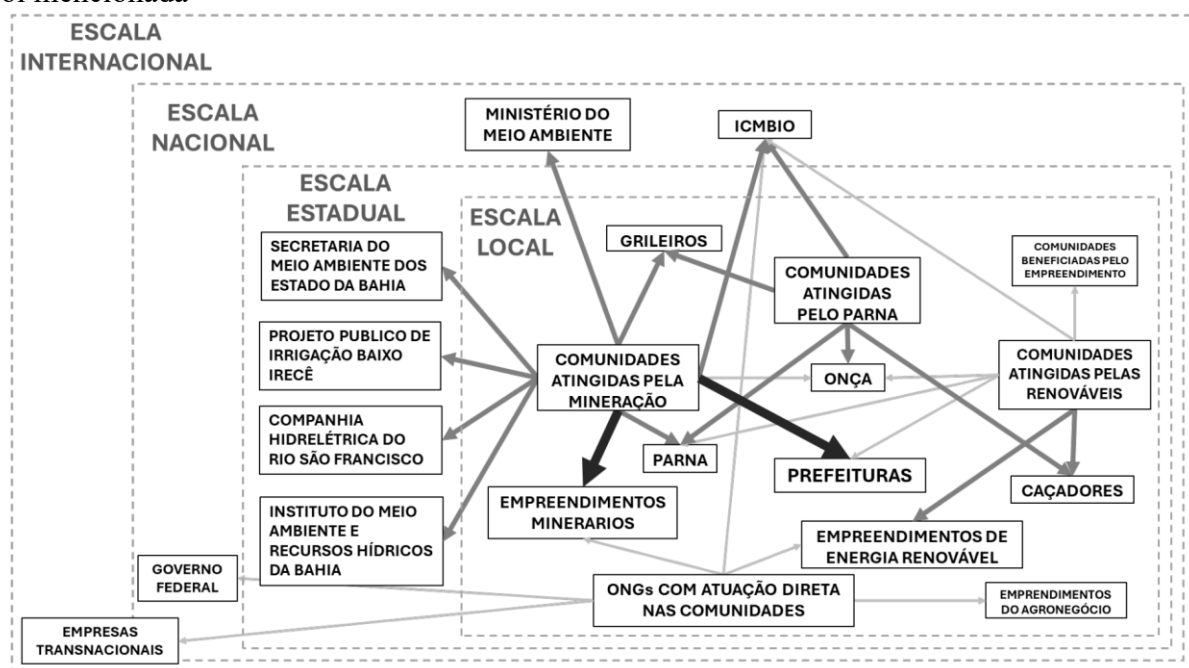 foi mencionada
ESCALA
INTERNACIONAL
ESCALA
NACIONAL
MINISTÉRIO DO
MEIO AMBIENTE
ICMBIO
ESCALA
ESTADUAL
ESCALA
LOCAL
GRILEIROS
SECRETARIA DO
MEIO AMBIENTE DOS
ESTADO DA BAHIA
COMUNIDADES
ATINGIDAS
PELO PARNA
COMUNIDADES
BENEFICIADAS PELO
EMPREENDIMENTO
PROJETO PUBLICO DE
IRRIGAÇÃO BAIXO
IRECÊ
COMUNIDADES
ATINGIDAS PELA
MINERAÇÃO
ONÇA
COMUNIDADES
ATINGIDAS PELAS
RENOVÁVEIS
COMPANHIA
HIDRELÉTRICA DO
RIO SÃO FRANCISCO
PARNA
PREFEITURAS
CAÇADORES
EMPREENDIMENTOS
MINERARIOS
INSTITUTO DO MEIO
AMBIENTE E
RECURSOS HÍDRICOS
DA BAHIA
EMPREENDIMENTOS DE
ENERGIA RENOVÁVEL
GOVERNO
FEDERAL
ONGs COM ATUAÇÃO DIRETA
NAS COMUNIDADES
EMPRENDIMENTOS
DO AGRONEGÓCIO
EMPRESAS
TRANSNACIONAIS